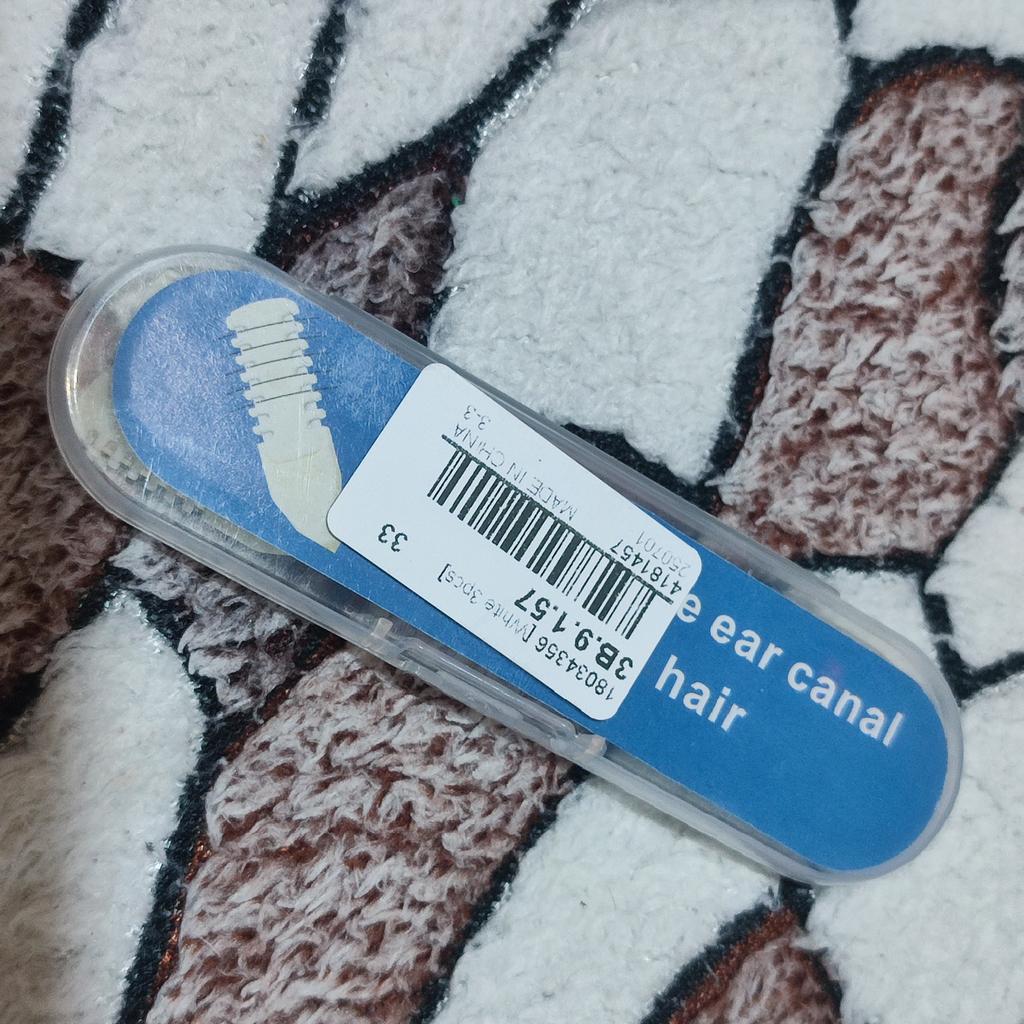 e ear canal
hair
MADE IN CHINA
3-3
250701
4181457
33
18034356 [White 3pcs]
3B.9.1.57